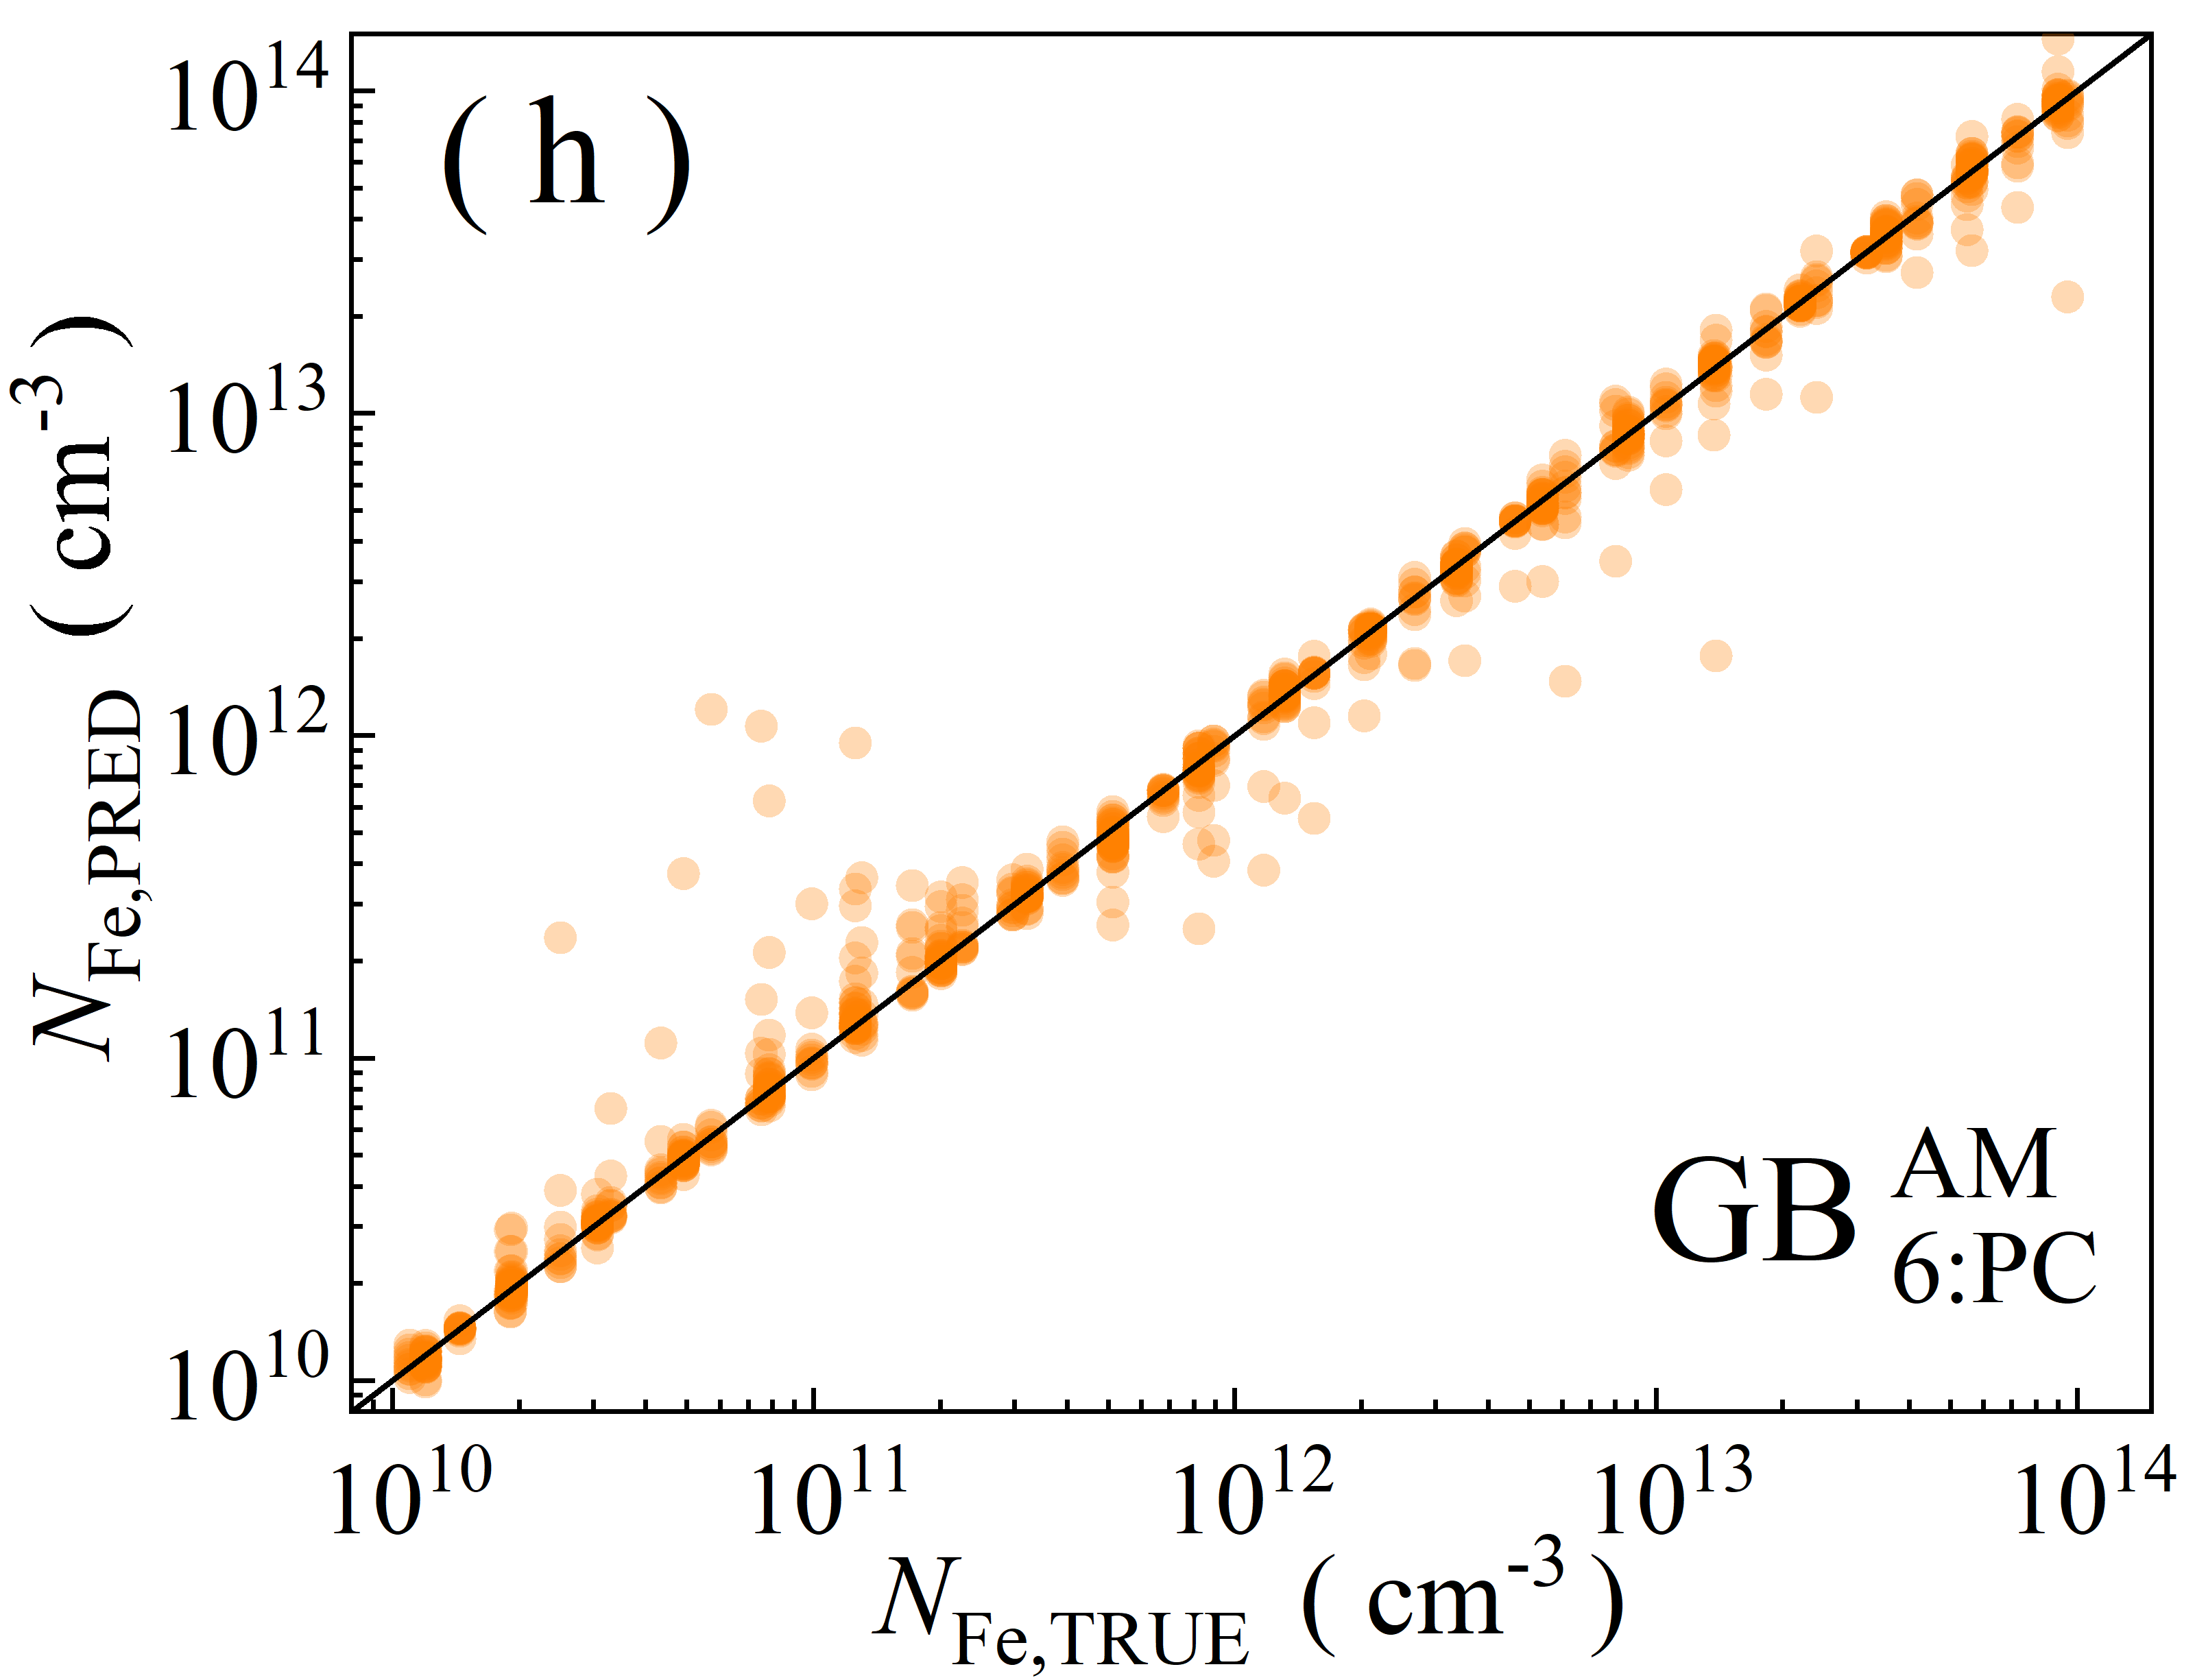 ( h )
10^14
10^13
10^12
10^11
10^10
N_Fe,PRED ( cm^-3 )
GB AM
6:PC
10^10 10^11 10^12 10^13 10^14
N_Fe,TRUE ( cm^-3 )